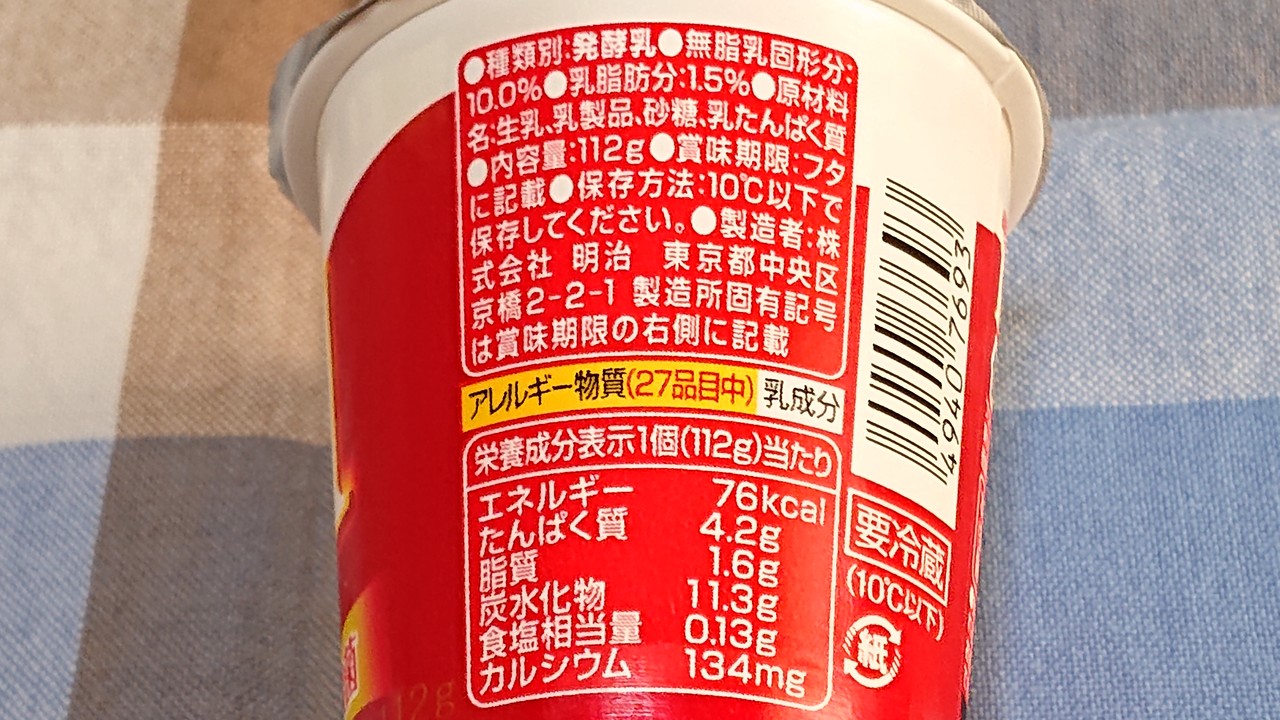 ●種類別:発酵乳●無脂乳固形分:
10.0%●乳脂肪分:1.5%●原材料
名:生乳、乳製品、砂糖、乳たんぱく質
●内容量:112g●賞味期限:フタ
に記載●保存方法:10℃以下で
保存してください。●製造者:株
式会社 明治 東京都中央区
京橋2-2-1 製造所固有記号
は賞味期限の右側に記載
アレルギー物質(27品目中) 乳成分
栄養成分表示1個(112g)当たり
エネルギー 76kcal
たんぱく質 4.2g
脂質 1.6g
炭水化物 11.3g
食塩相当量 0.13g
カルシウム 134mg
49407693
要冷蔵
(10℃以下)
紙
112g